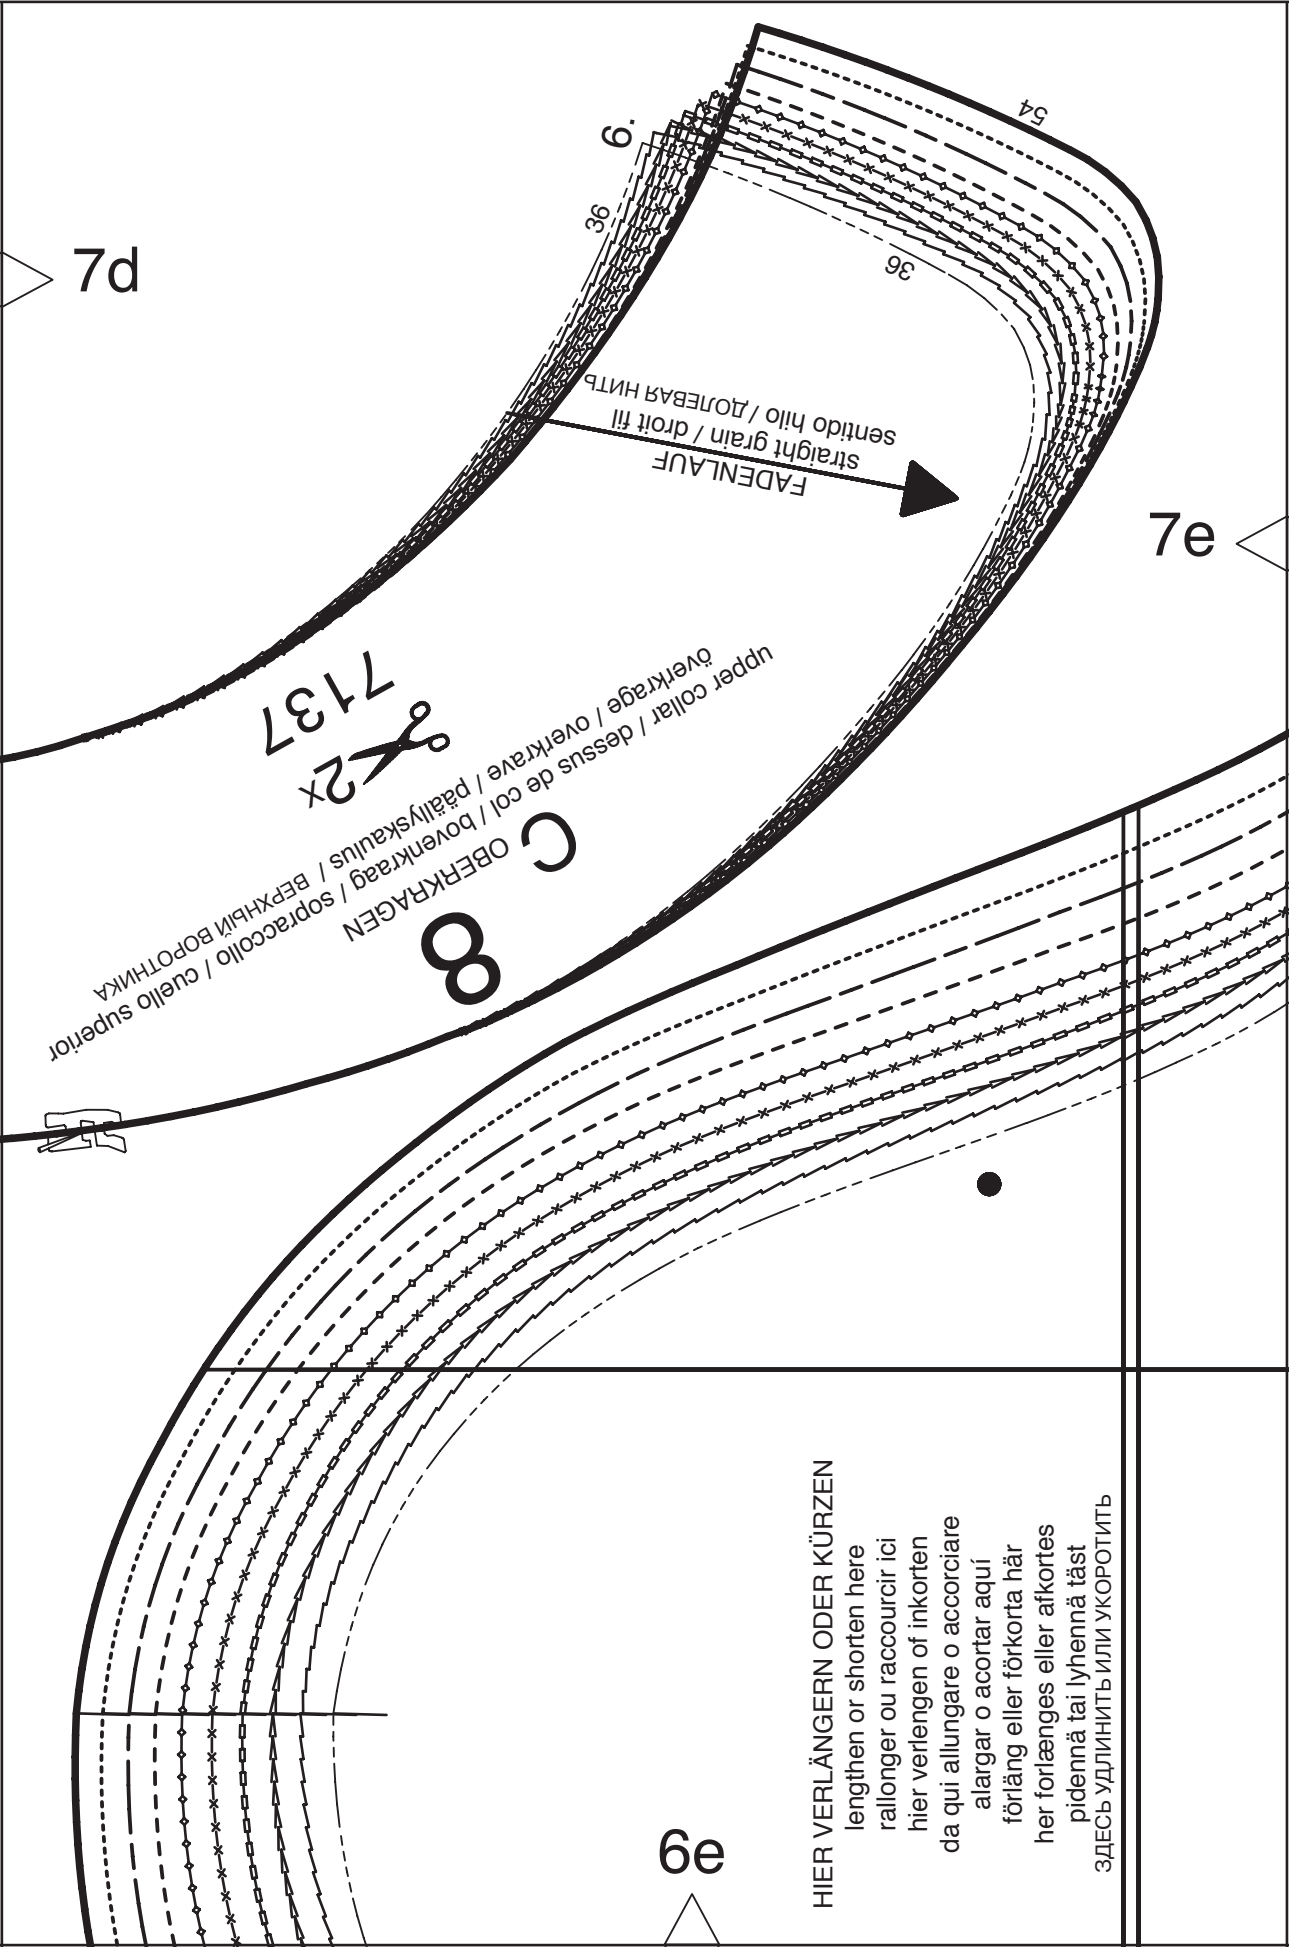 54
6.
36
7d
36
FADENLAUF
straight grain / droit fil
sentido hilo / ДОЛЕВАЯ НИТЬ
7e
8
C OBERKRAGEN
upper collar / dessus de col / bovenkraag / sopraccollo / cuello superior
överkrage / overkrave / päällyskaulus / ВЕРХНЫЙ ВОРОТНИКА
2x
7137
HIER VERLÄNGERN ODER KÜRZEN
lengthen or shorten here
rallonger ou raccourcir ici
hier verlengen of inkorten
da qui allungare o accorciare
alargar o acortar aquí
förläng eller förkorta här
her forlænges eller afkortes
pidennä tai lyhennä täst
ЗДЕСЬ УДЛИНИТЬ ИЛИ УКОРОТИТЬ
6e